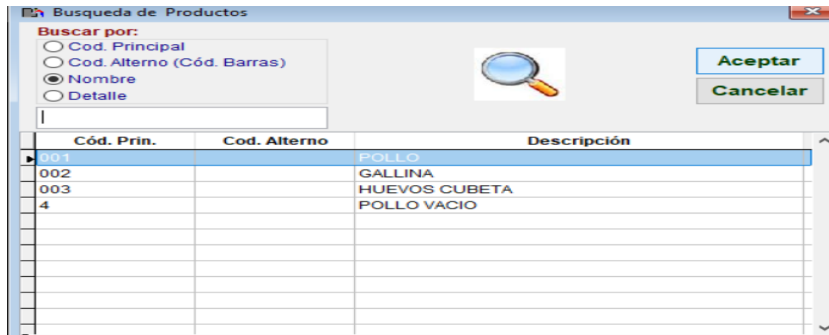 Busqueda de Productos
Buscar por:
Cod. Principal
Cod. Alterno (Cód. Barras)
Nombre
Detalle
Aceptar
Cancelar
Cód. Prin. Cod. Alterno Descripción
001 POLLO
002 GALLINA
003 HUEVOS CUBETA
4 POLLO VACIO